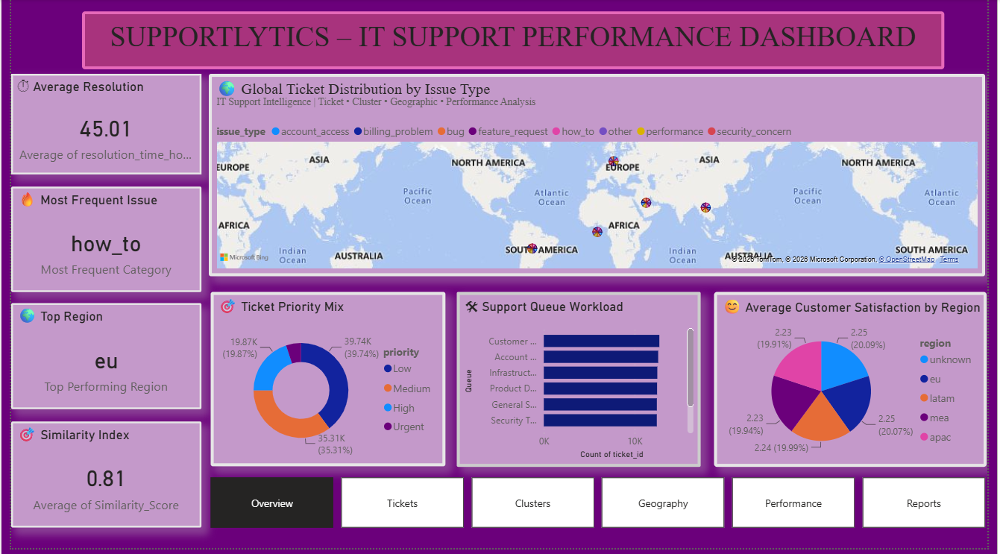 SUPPORTLYTICS – IT SUPPORT PERFORMANCE DASHBOARD
⏱ Average Resolution
45.01
Average of resolution_time_ho...
🔥 Most Frequent Issue
how_to
Most Frequent Category
🌍 Top Region
eu
Top Performing Region
🎯 Similarity Index
0.81
Average of Similarity_Score
🌍 Global Ticket Distribution by Issue Type
IT Support Intelligence | Ticket • Cluster • Geographic • Performance Analysis
issue_type account_access billing_problem bug feature_request how_to other performance security_concern
EUROPE
ASIA
NORTH AMERICA
EUROPE
ASIA
NORTH AMERICA
Pacific
Ocean
Atlantic
Ocean
Pacific
Ocean
Atlantic
Ocean
AFRICA
AFRICA
Indian
Ocean
AUSTRALIA
SOUTH AMERICA
Indian
Ocean
AUSTRALIA
SOUTH AMERICA
Microsoft Bing
© 2026 TomTom, © 2026 Microsoft Corporation, © OpenStreetMap Terms
🎯 Ticket Priority Mix
19.87K
(19.87%)
39.74K
(39.74%)
35.31K
(35.31%)
priority
Low
Medium
High
Urgent
🛠 Support Queue Workload
Queue
Customer ...
Account ...
Infrastruct...
Product D...
General S...
Security T...
0K 10K
Count of ticket_id
😊 Average Customer Satisfaction by Region
2.23
(19.91%)
2.25
(20.09%)
2.23
(19.94%)
2.25
(20.07%)
2.24 (19.99%)
region
unknown
eu
latam
mea
apac
Overview Tickets Clusters Geography Performance Reports